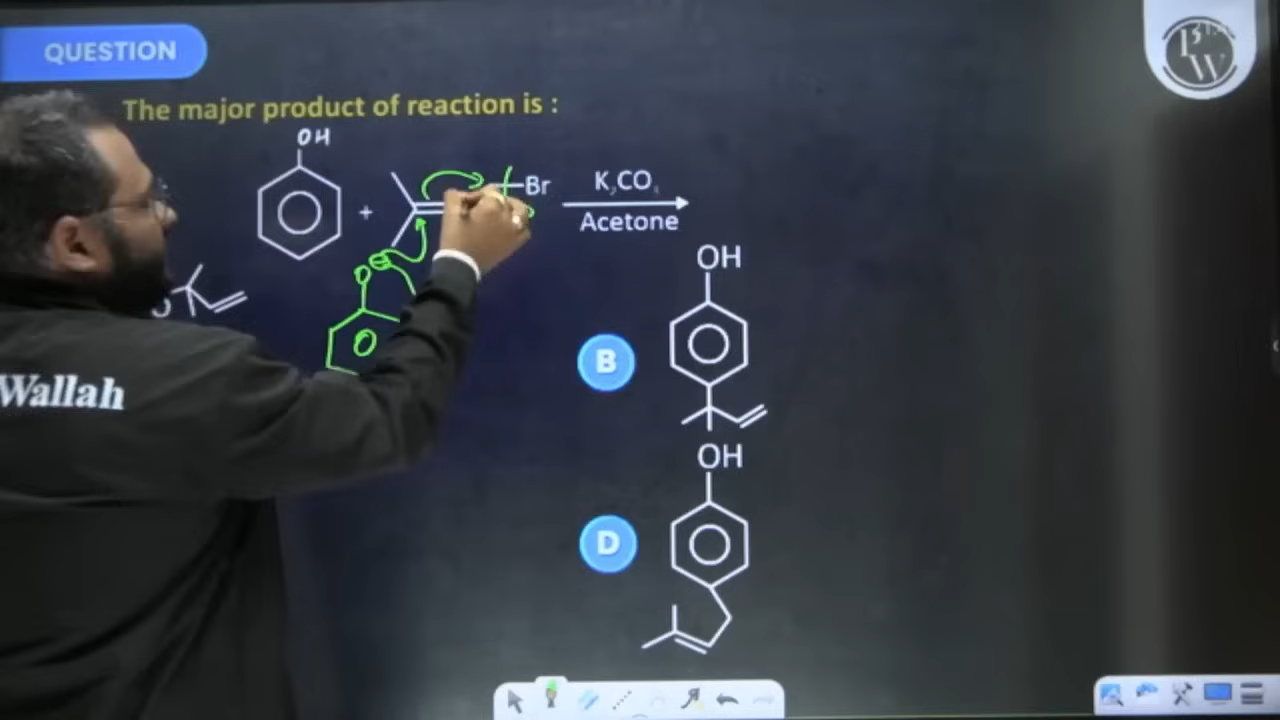 QUESTION
The major product of reaction is :
OH
+
Br
K₂CO₃
Acetone
O
⊖
OH
B
OH
D
Wallah
W